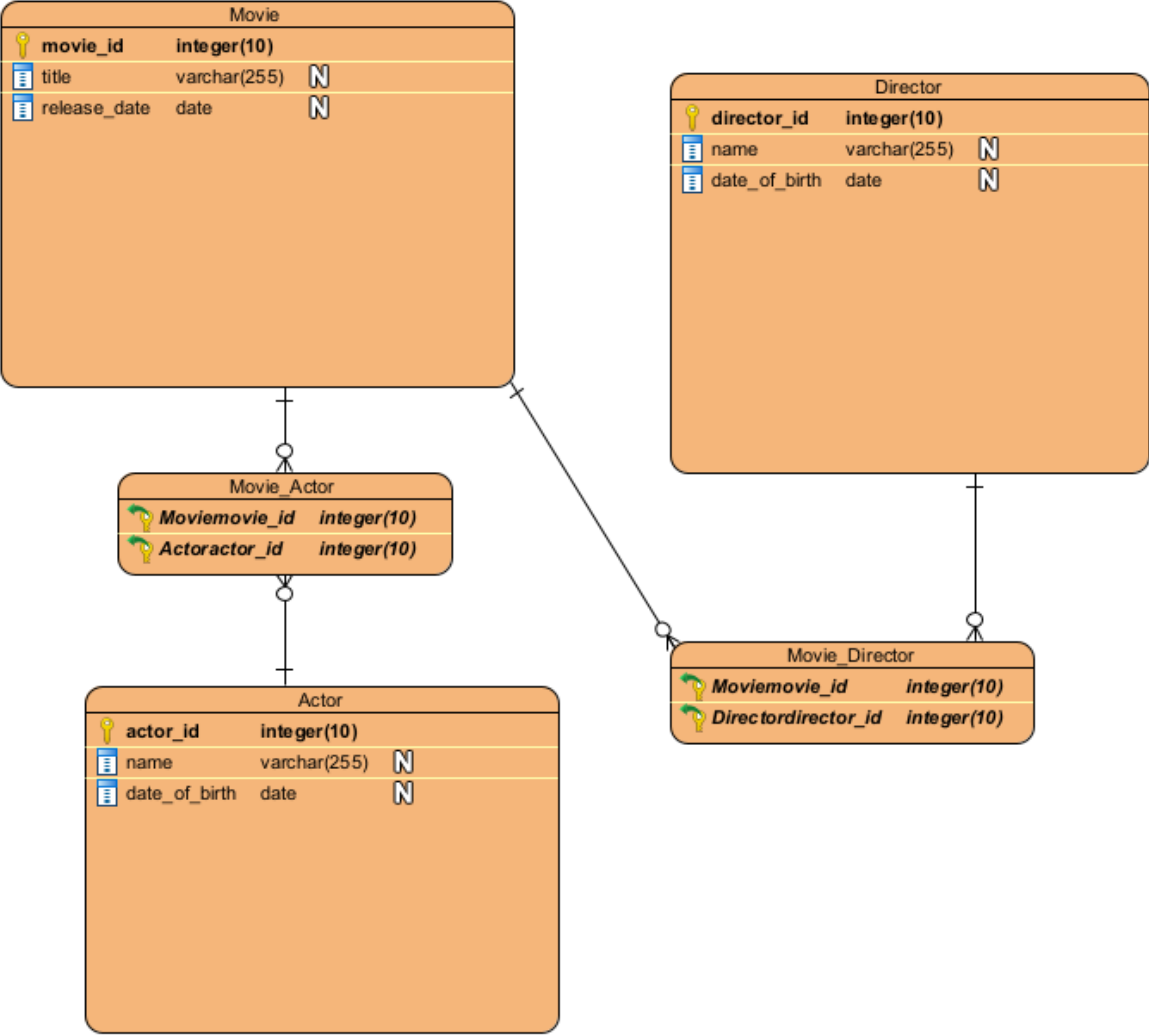 Movie
movie_id integer(10)
title varchar(255) N
release_date date N
Director
director_id integer(10)
name varchar(255) N
date_of_birth date N
Movie_Actor
Moviemovie_id integer(10)
Actoractor_id integer(10)
Movie_Director
Moviemovie_id integer(10)
Directordirector_id integer(10)
Actor
actor_id integer(10)
name varchar(255) N
date_of_birth date N